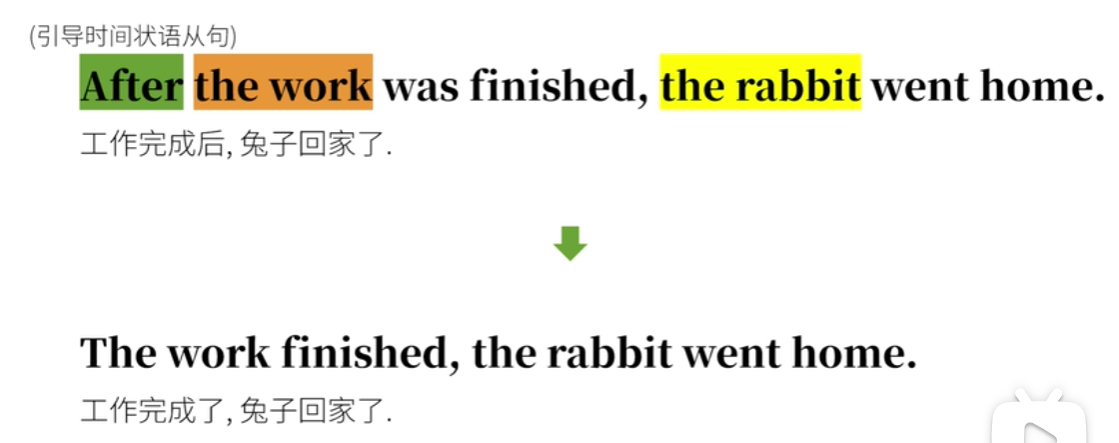 (引导时间状语从句)
After the work was finished, the rabbit went home.
工作完成后, 兔子回家了.
The work finished, the rabbit went home.
工作完成了, 兔子回家了.